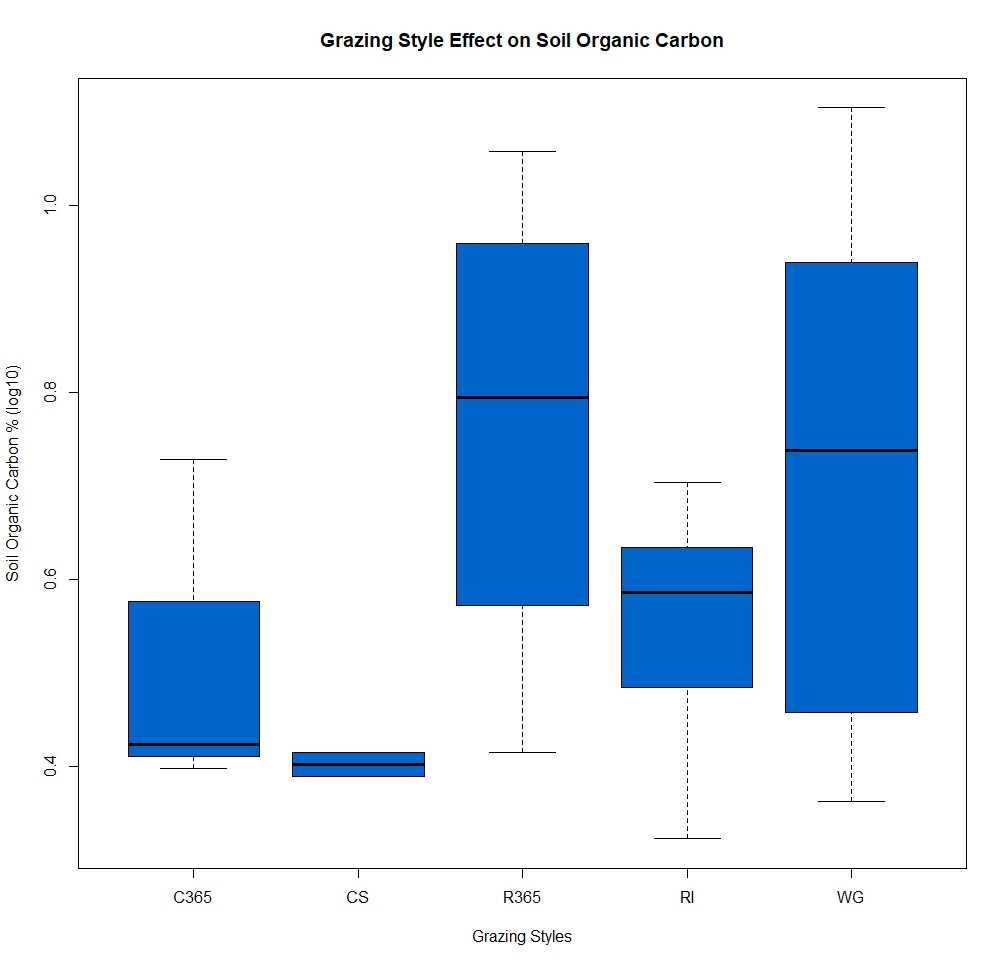 Grazing Style Effect on Soil Organic Carbon
Soil Organic Carbon % (log10)
1.0
0.8
0.6
0.4
C365 CS R365 RI WG
Grazing Styles